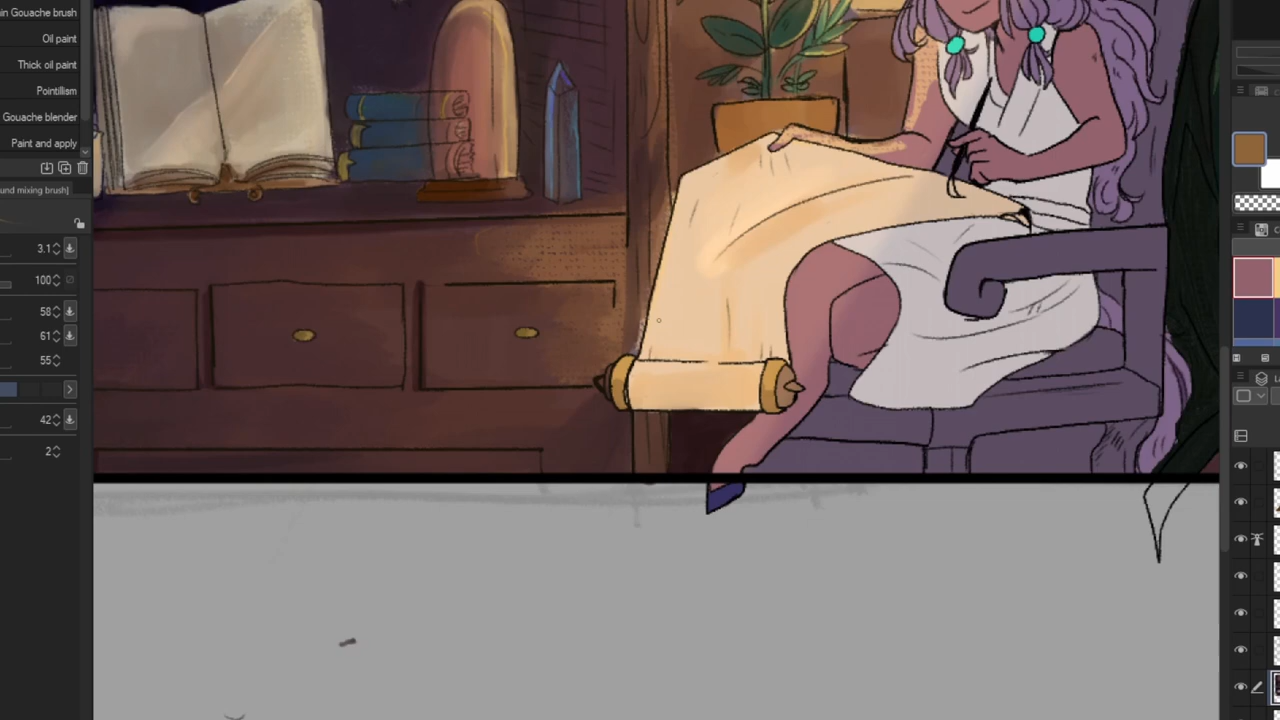 in Gouache brush
Oil paint
Thick oil paint
Pointillism
Gouache blender
Paint and apply
und mixing brush]
3.1
100
58
61
55
42
2